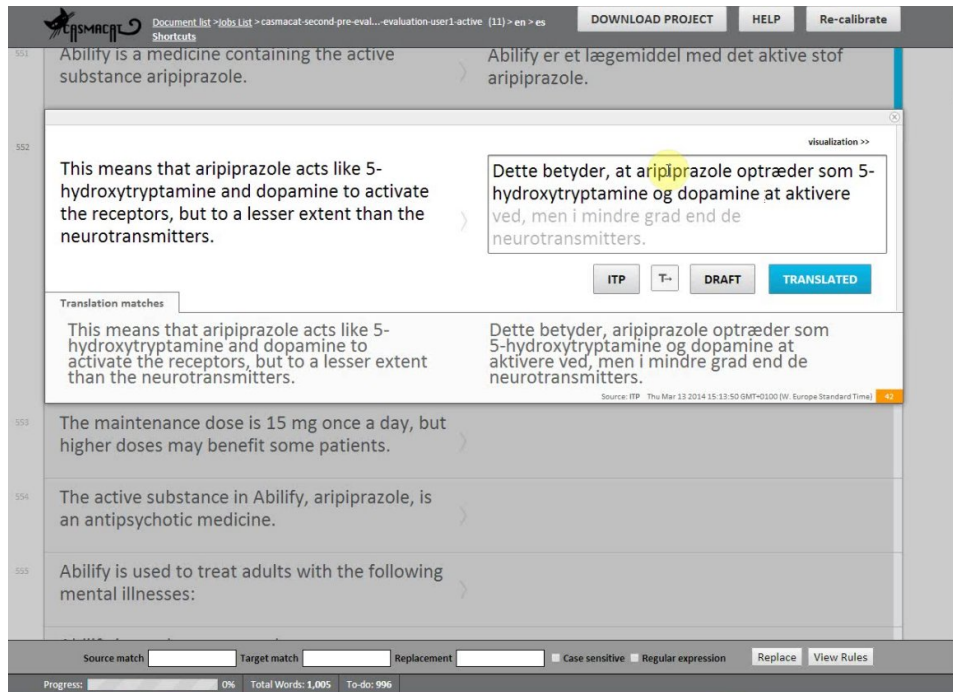 CASMACAT
Document list >Jobs List > casmacat-second-pre-eval...-evaluation-user1-active (11) > en > es
Shortcuts
DOWNLOAD PROJECT
HELP
Re-calibrate
551
Abilify is a medicine containing the active
substance aripiprazole.
Abilify er et lægemiddel med det aktive stof
aripiprazole.
552
visualization >>
This means that aripiprazole acts like 5-
hydroxytryptamine and dopamine to activate
the receptors, but to a lesser extent than the
neurotransmitters.
Dette betyder, at aripiprazole optræder som 5-
hydroxytryptamine og dopamine at aktivere
ved, men i mindre grad end de
neurotransmitters.
ITP
T→
DRAFT
TRANSLATED
Translation matches
This means that aripiprazole acts like 5-
hydroxytryptamine and dopamine to
activate the receptors, but to a lesser extent
than the neurotransmitters.
Dette betyder, aripiprazole optræder som
5-hydroxytryptamine og dopamine at
aktivere ved, men i mindre grad end de
neurotransmitters.
Source: ITP Thu Mar 13 2014 15:13:50 GMT+0100 (W. Europe Standard Time) 42
553
The maintenance dose is 15 mg once a day, but
higher doses may benefit some patients.
554
The active substance in Abilify, aripiprazole, is
an antipsychotic medicine.
555
Abilify is used to treat adults with the following
mental illnesses:
Source match
Target match
Replacement
Case sensitive
Regular expression
Replace
View Rules
Progress: 0% Total Words: 1,005 To-do: 996